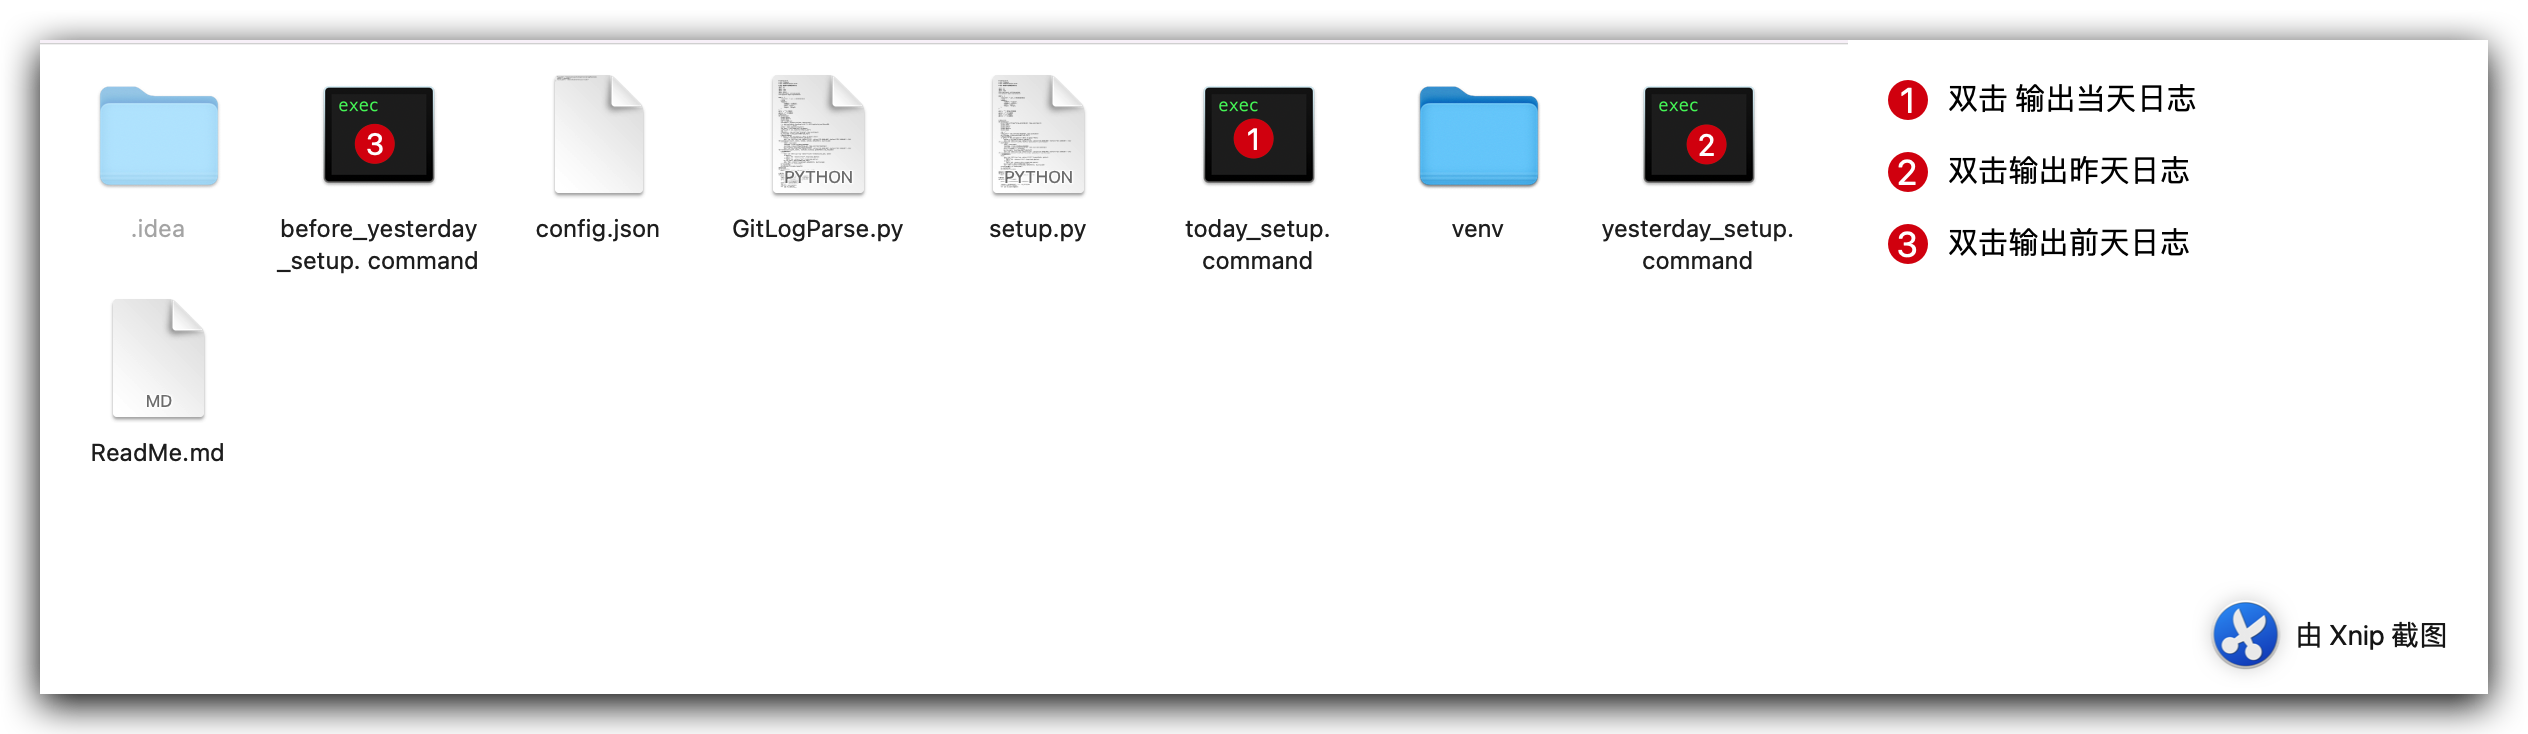 exec
3
PYTHON
PYTHON
exec
1
exec
2
.idea
before_yesterday
_setup. command
config.json
GitLogParse.py
setup.py
today_setup.
command
venv
yesterday_setup.
command
MD
ReadMe.md
1 双击 输出当天日志
2 双击输出昨天日志
3 双击输出前天日志
由 Xnip 截图